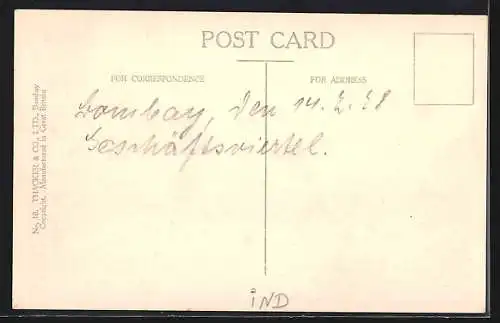 POST CARD
FOR CORRESPONDENCE
FOR ADDRESS
Bombay, den 14.2.38
Geschäftsviertel.
No. 18. THACKER & CO., LTD., Bombay
Copyright. Manufactured in Great Britain
IND